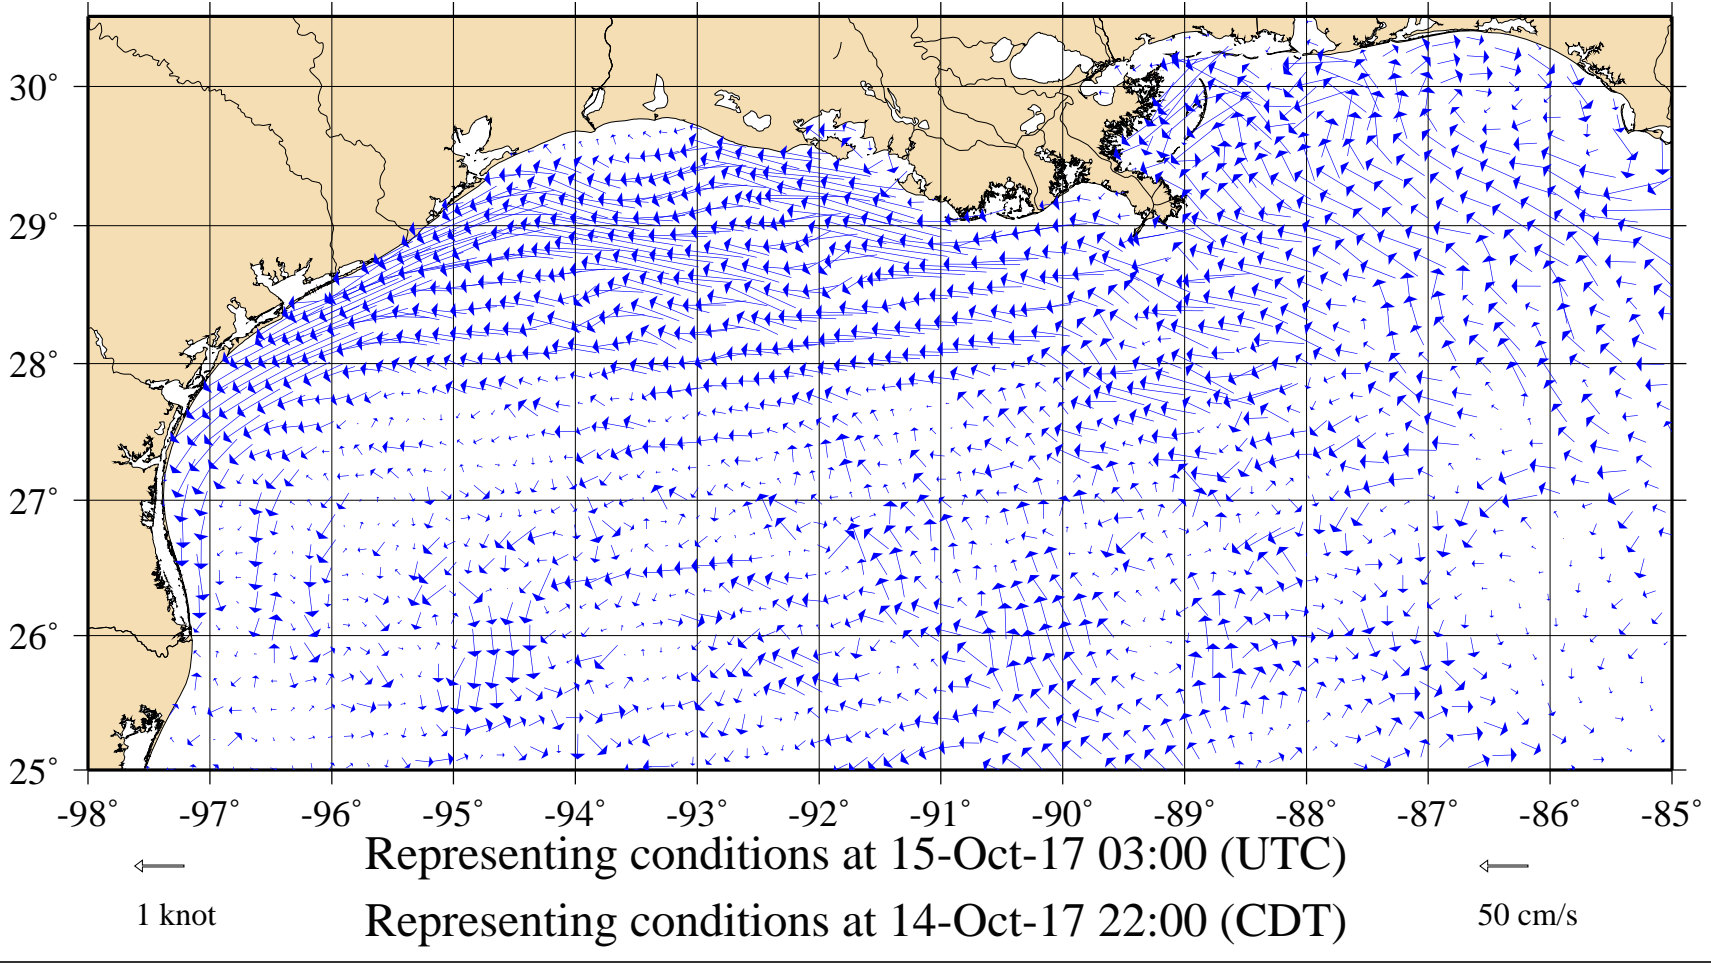 30°
29°
28°
27°
26°
25°
-98° -97° -96° -95° -94° -93° -92° -91° -90° -89° -88° -87° -86° -85°
Representing conditions at 15-Oct-17 03:00 (UTC)
1 knot
Representing conditions at 14-Oct-17 22:00 (CDT)
50 cm/s